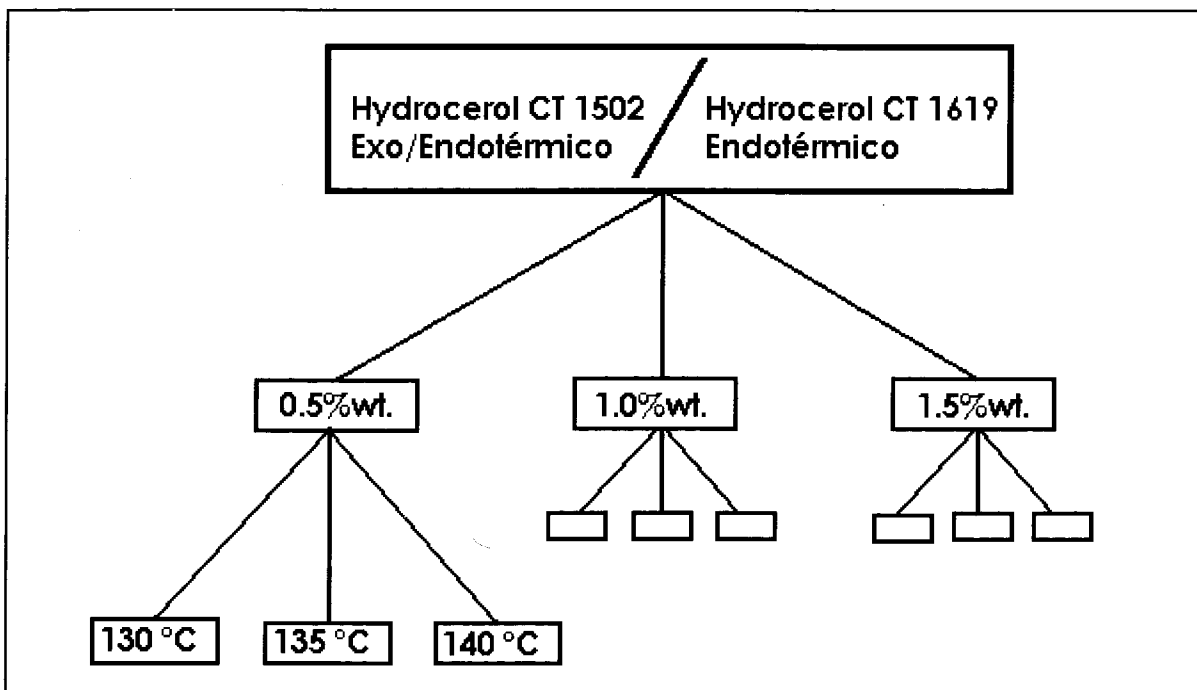 Hydrocerol CT 1502
Exo/Endotérmico
Hydrocerol CT 1619
Endotérmico
0.5%wt.
1.0%wt.
1.5%wt.
130 °C
135 °C
140 °C